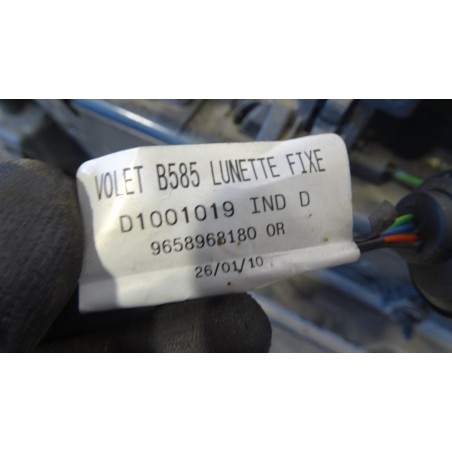 VOLET B585 LUNETTE FIXE
D1001019 IND D
9658968180 OR
26/01/10